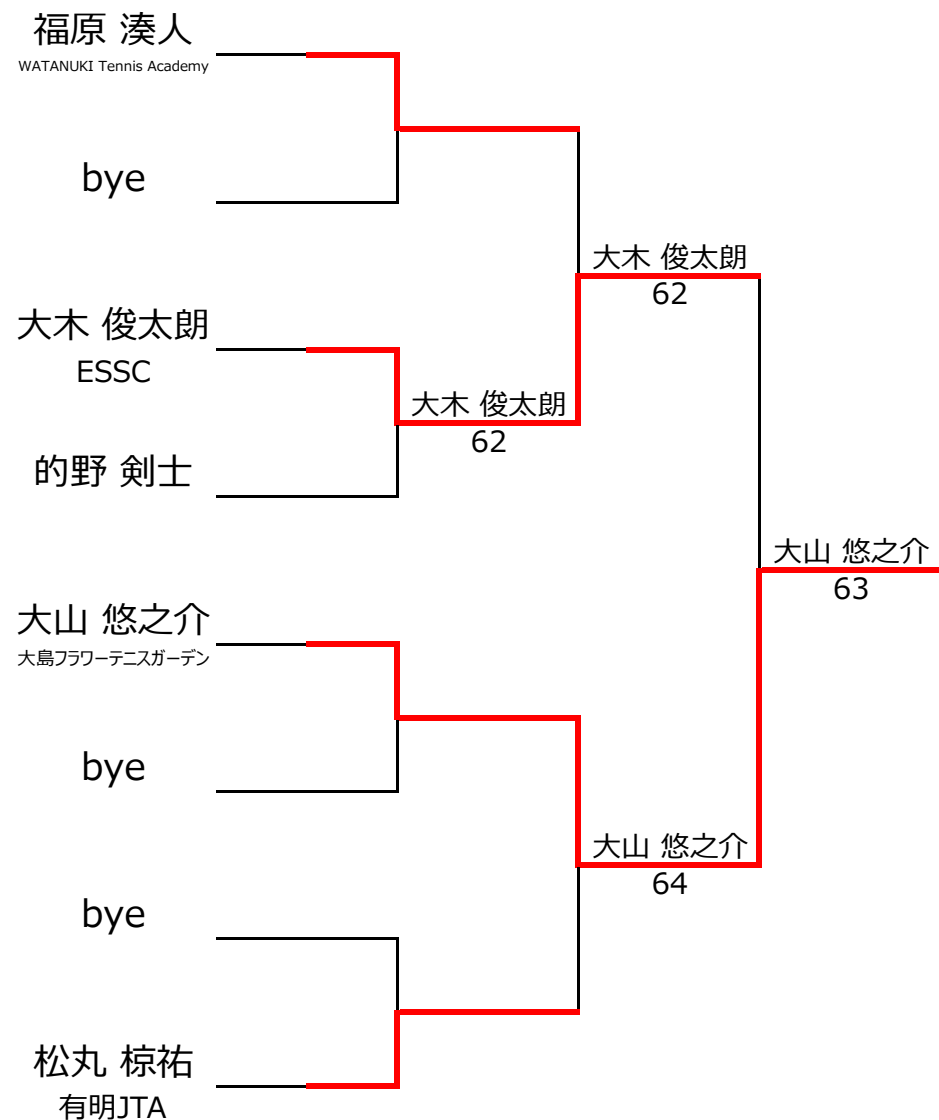 福原 湊人
WATANUKI Tennis Academy
bye
大木 俊太朗
62
大木 俊太朗
ESSC
大木 俊太朗
62
的野 剣士
大山 悠之介
63
大山 悠之介
大島フラワーテニスガーデン
bye
大山 悠之介
64
bye
松丸 椋祐
有明JTA